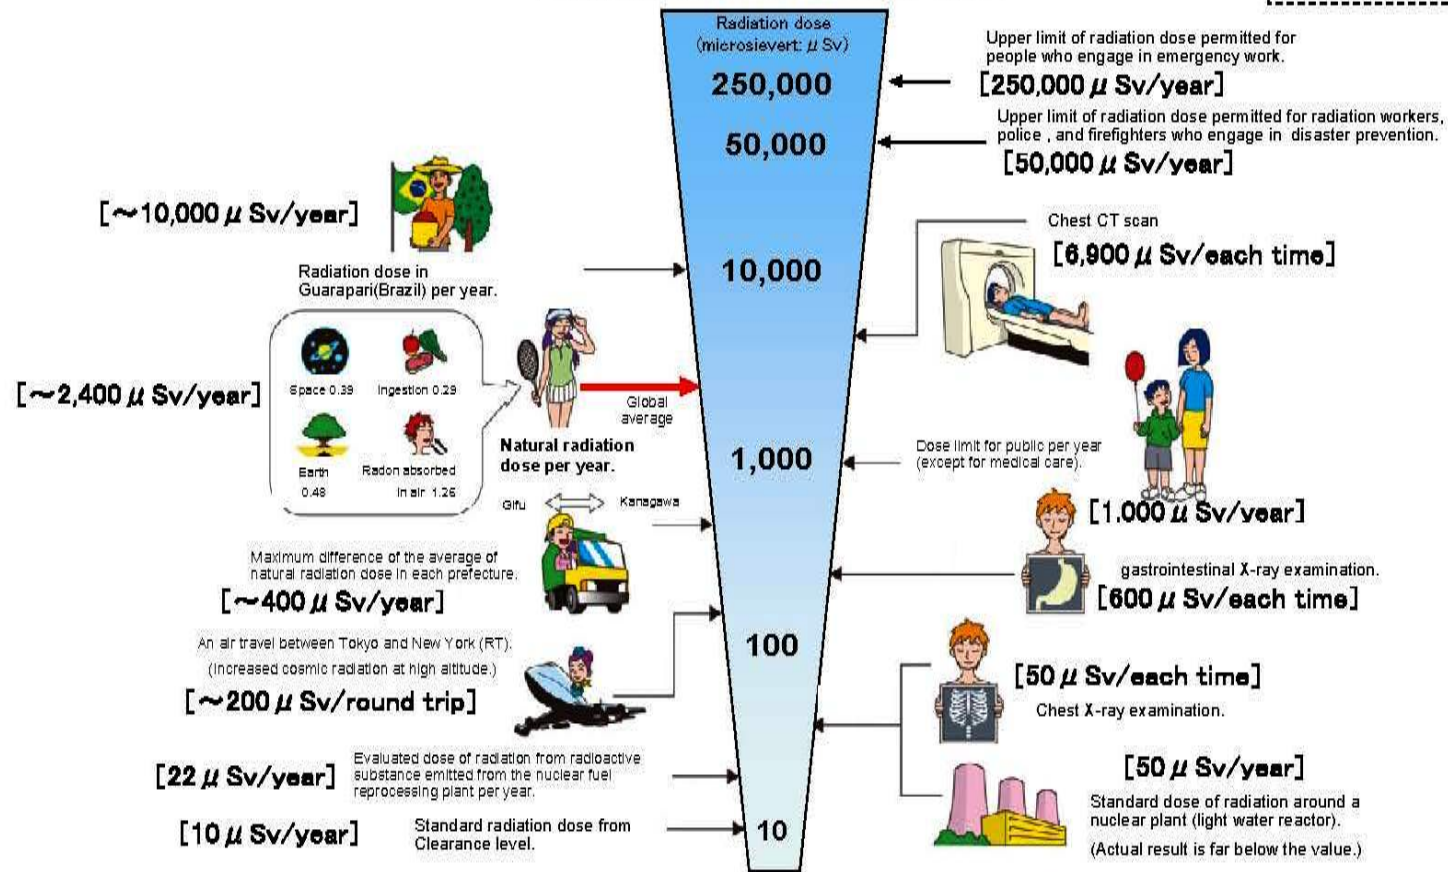 Radiation dose
(microsievert: μ Sv)
250,000
50,000
10,000
1,000
100
10
Upper limit of radiation dose permitted for
people who engage in emergency work.
[250,000 μ Sv/year]
Upper limit of radiation dose permitted for radiation workers,
police , and firefighters who engage in disaster prevention.
[50,000 μ Sv/year]
[~10,000 μ Sv/year]
Radiation dose in
Guarapari(Brazil) per year.
Chest CT scan
[6,900 μ Sv/each time]
[~2,400 μ Sv/year]
Space 0.39
Ingestion 0.29
Earth
0.48
Radon absorbed
in air 1.26
Natural radiation
dose per year.
Global
average
Dose limit for public per year
(except for medical care).
[1.000 μ Sv/year]
Gifu
Kanagawa
Maximum difference of the average of
natural radiation dose in each prefecture.
[~400 μ Sv/year]
gastrointestinal X-ray examination.
[600 μ Sv/each time]
An air travel between Tokyo and New York (RT).
(Increased cosmic radiation at high altitude.)
[~200 μ Sv/round trip]
[50 μ Sv/each time]
Chest X-ray examination.
[22 μ Sv/year]
Evaluated dose of radiation from radioactive
substance emitted from the nuclear fuel
reprocessing plant per year.
[50 μ Sv/year]
Standard dose of radiation around a
nuclear plant (light water reactor).
(Actual result is far below the value.)
[10 μ Sv/year]
Standard radiation dose from
Clearance level.